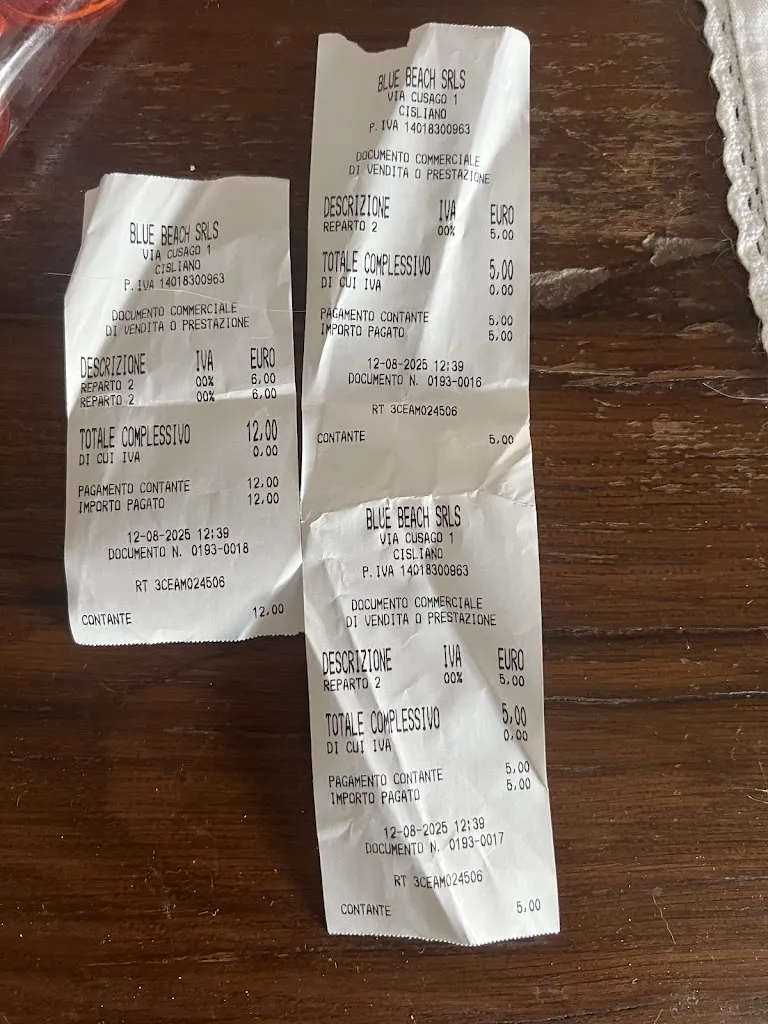 BLUE BEACH SRLS
VIA CUSAGO 1
CISLIANO
P.IVA 14018300963
DOCUMENTO COMMERCIALE
DI VENDITA O PRESTAZIONE
DESCRIZIONE IVA EURO
REPARTO 2 00% 6,00
REPARTO 2 00% 6,00
TOTALE COMPLESSIVO 12,00
DI CUI IVA 0,00
PAGAMENTO CONTANTE 12,00
IMPORTO PAGATO 12,00
12-08-2025 12:39
DOCUMENTO N. 0193-0018
RT 3CEAM024506
CONTANTE 12,00
BLUE BEACH SRLS
VIA CUSAGO 1
CISLIANO
P.IVA 14018300963
DOCUMENTO COMMERCIALE
DI VENDITA O PRESTAZIONE
DESCRIZIONE IVA EURO
REPARTO 2 00% 5,00
TOTALE COMPLESSIVO 5,00
DI CUI IVA 0,00
PAGAMENTO CONTANTE 5,00
IMPORTO PAGATO 5,00
12-08-2025 12:39
DOCUMENTO N. 0193-0016
RT 3CEAM024506
CONTANTE 5,00
BLUE BEACH SRLS
VIA CUSAGO 1
CISLIANO
P.IVA 14018300963
DOCUMENTO COMMERCIALE
DI VENDITA O PRESTAZIONE
DESCRIZIONE IVA EURO
REPARTO 2 00% 5,00
TOTALE COMPLESSIVO 5,00
DI CUI IVA 0,00
PAGAMENTO CONTANTE 5,00
IMPORTO PAGATO 5,00
12-08-2025 12:39
DOCUMENTO N. 0193-0017
RT 3CEAM024506
CONTANTE 5,00